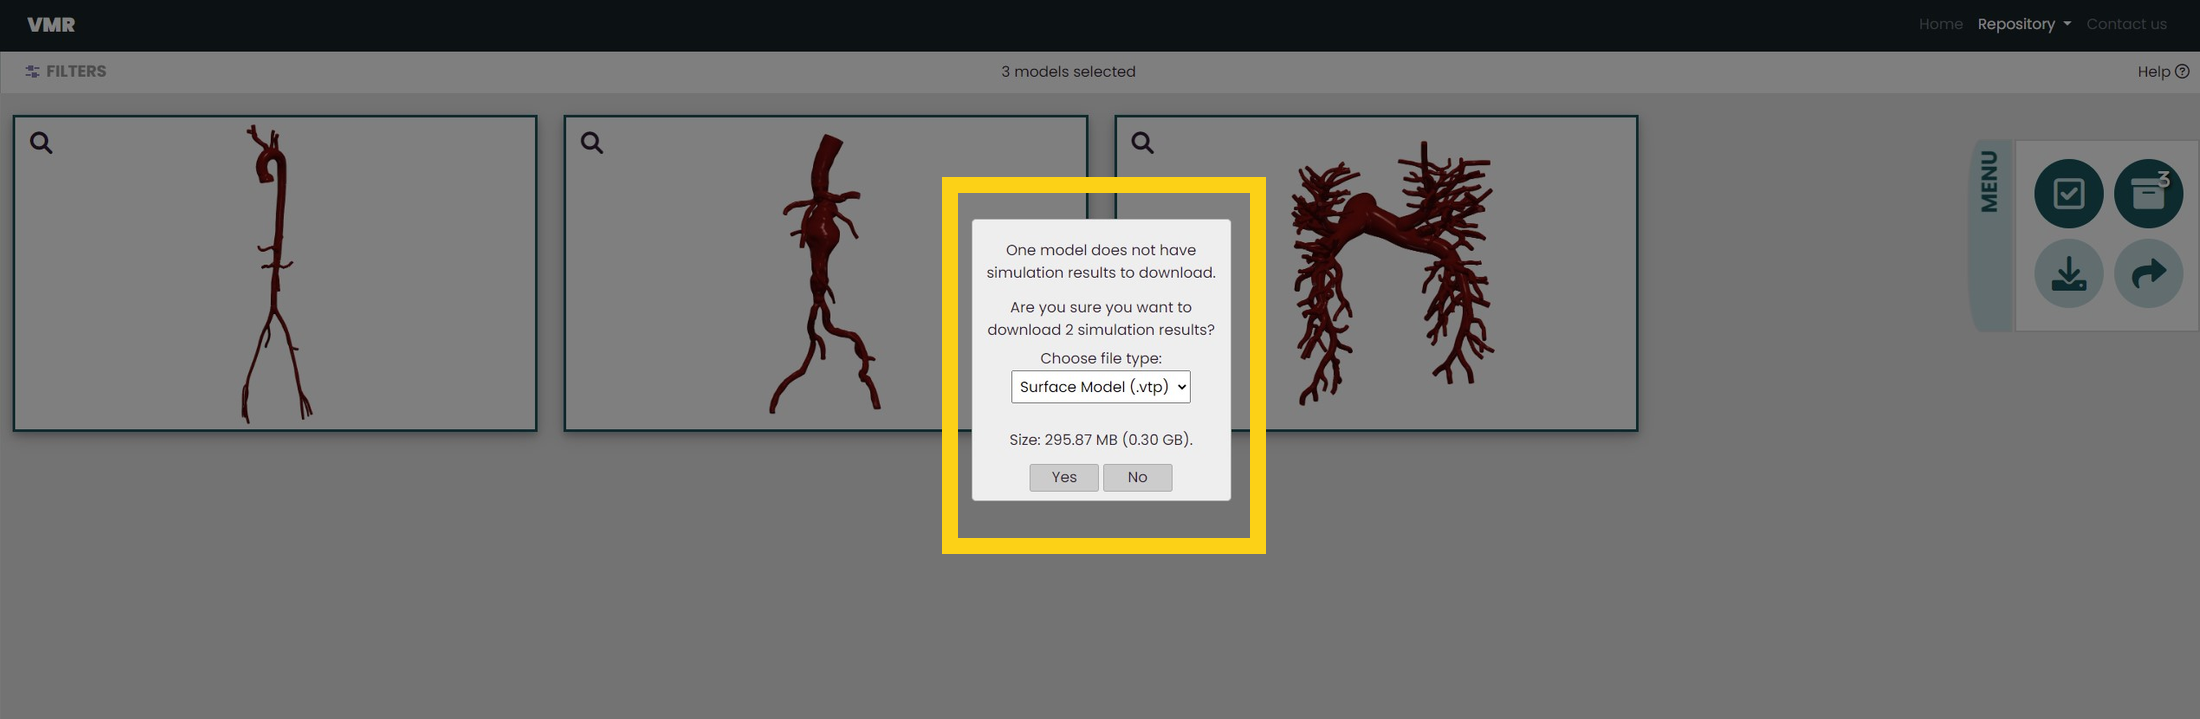 VMR
Home Repository Contact us
FILTERS
3 models selected
Help
MENU
3
One model does not have
simulation results to download.
Are you sure you want to
download 2 simulation results?
Choose file type:
Surface Model (.vtp)
Size: 295.87 MB (0.30 GB).
Yes No